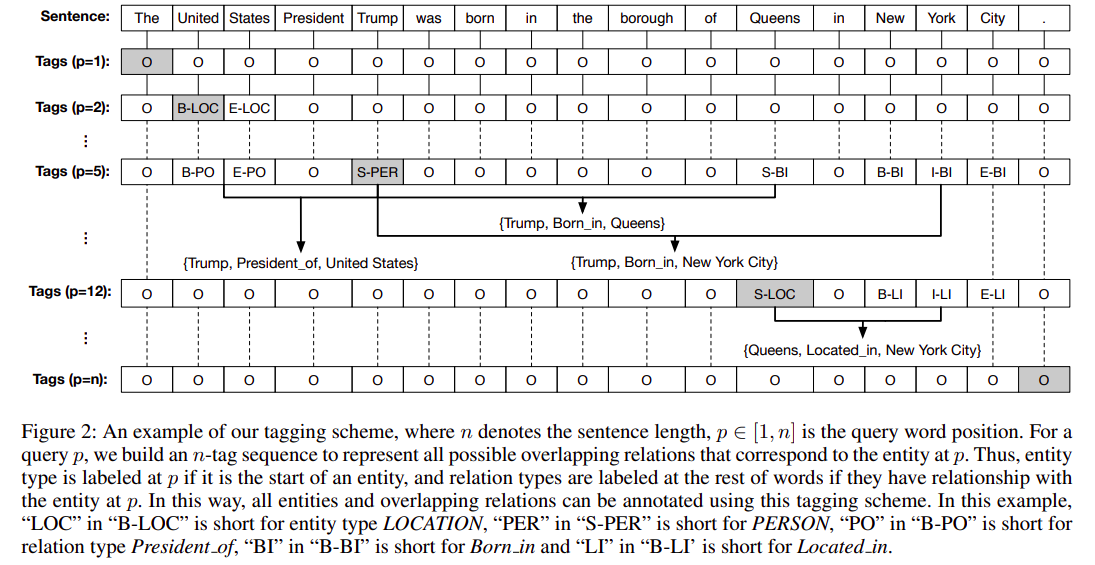 Sentence: The United States President Trump was born in the borough of Queens in New York City .
Tags (p=1): O O O O O O O O O O O O O O O O O
Tags (p=2): O B-LOC E-LOC O O O O O O O O O O O O O O
⋮
Tags (p=5): O B-PO E-PO O S-PER O O O O O O S-BI O B-BI I-BI E-BI O
{Trump, Born_in, Queens}
⋮
{Trump, President_of, United States} {Trump, Born_in, New York City}
Tags (p=12): O O O O O O O O O O O S-LOC O B-LI I-LI E-LI O
⋮
{Queens, Located_in, New York City}
Tags (p=n): O O O O O O O O O O O O O O O O O
Figure 2: An example of our tagging scheme, where n denotes the sentence length, p ∈ [1, n] is the query word position. For a
query p, we build an n-tag sequence to represent all possible overlapping relations that correspond to the entity at p. Thus, entity
type is labeled at p if it is the start of an entity, and relation types are labeled at the rest of words if they have relationship with
the entity at p. In this way, all entities and overlapping relations can be annotated using this tagging scheme. In this example,
“LOC” in “B-LOC” is short for entity type LOCATION, “PER” in “S-PER” is short for PERSON, “PO” in “B-PO” is short for
relation type President_of, “BI” in “B-BI” is short for Born_in and “LI” in “B-LI’ is short for Located_in.